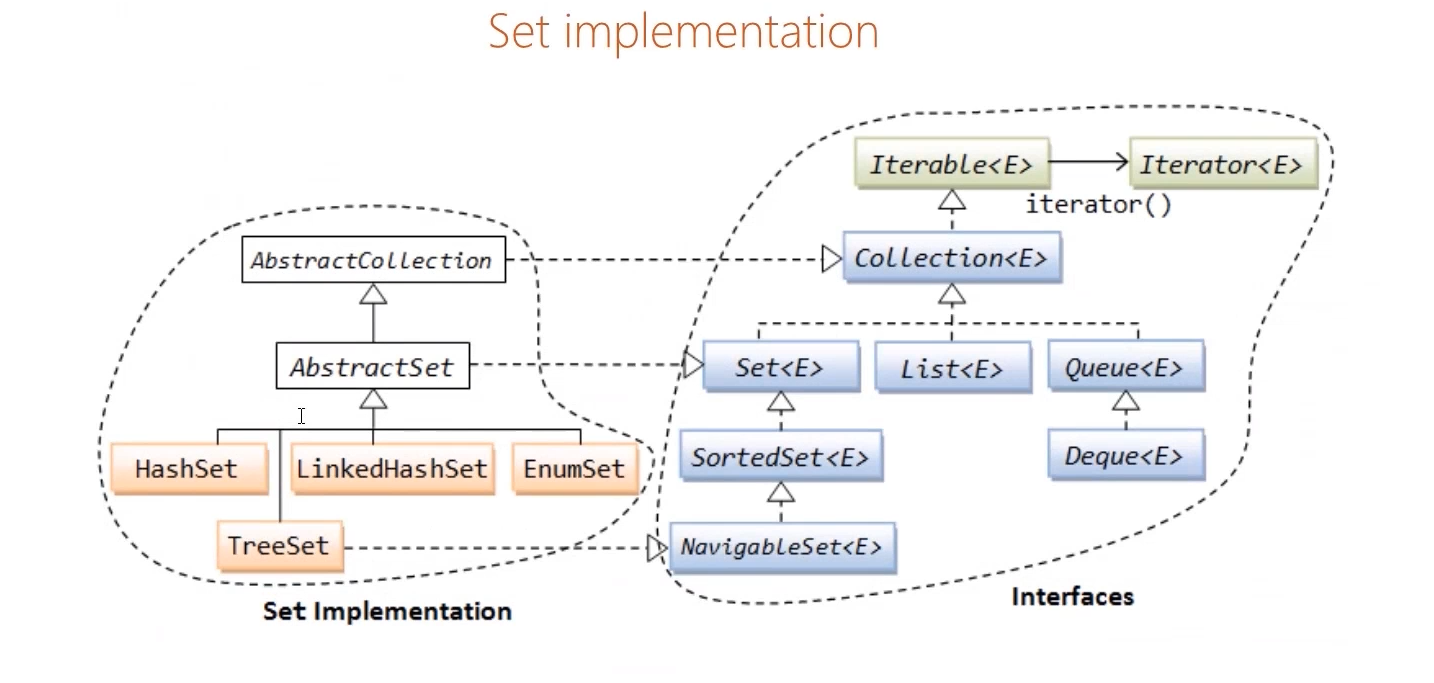 Set implementation
Iterable<E>
Iterator<E>
iterator()
AbstractCollection
Collection<E>
AbstractSet
Set<E>
List<E>
Queue<E>
HashSet
LinkedHashSet
EnumSet
SortedSet<E>
Deque<E>
TreeSet
NavigableSet<E>
Set Implementation
Interfaces